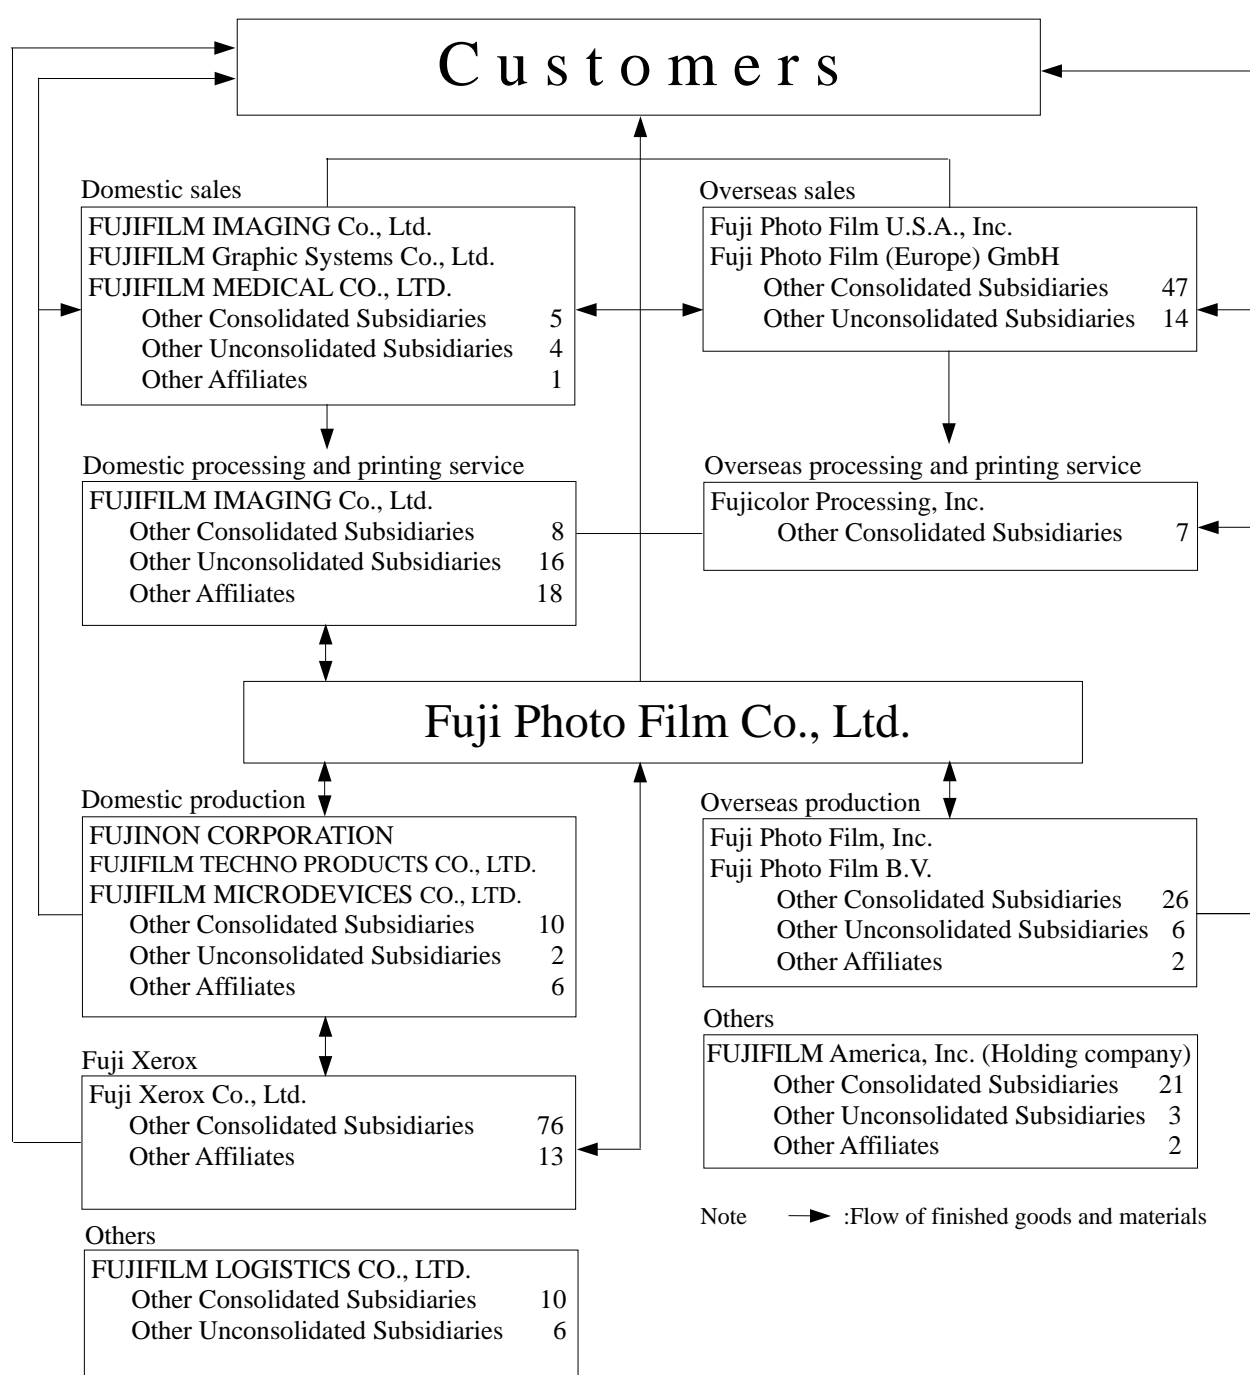 Customers
Domestic sales
FUJIFILM IMAGING Co., Ltd.
FUJIFILM Graphic Systems Co., Ltd.
FUJIFILM MEDICAL CO., LTD.
Other Consolidated Subsidiaries 5
Other Unconsolidated Subsidiaries 4
Other Affiliates 1
Overseas sales
Fuji Photo Film U.S.A., Inc.
Fuji Photo Film (Europe) GmbH
Other Consolidated Subsidiaries 47
Other Unconsolidated Subsidiaries 14
Domestic processing and printing service
FUJIFILM IMAGING Co., Ltd.
Other Consolidated Subsidiaries 8
Other Unconsolidated Subsidiaries 16
Other Affiliates 18
Overseas processing and printing service
Fujicolor Processing, Inc.
Other Consolidated Subsidiaries 7
Fuji Photo Film Co., Ltd.
Domestic production
FUJINON CORPORATION
FUJIFILM TECHNO PRODUCTS CO., LTD.
FUJIFILM MICRODEVICES CO., LTD.
Other Consolidated Subsidiaries 10
Other Unconsolidated Subsidiaries 2
Other Affiliates 6
Overseas production
Fuji Photo Film, Inc.
Fuji Photo Film B.V.
Other Consolidated Subsidiaries 26
Other Unconsolidated Subsidiaries 6
Other Affiliates 2
Fuji Xerox
Fuji Xerox Co., Ltd.
Other Consolidated Subsidiaries 76
Other Affiliates 13
Others
FUJIFILM America, Inc. (Holding company)
Other Consolidated Subsidiaries 21
Other Unconsolidated Subsidiaries 3
Other Affiliates 2
Note :Flow of finished goods and materials
Others
FUJIFILM LOGISTICS CO., LTD.
Other Consolidated Subsidiaries 10
Other Unconsolidated Subsidiaries 6